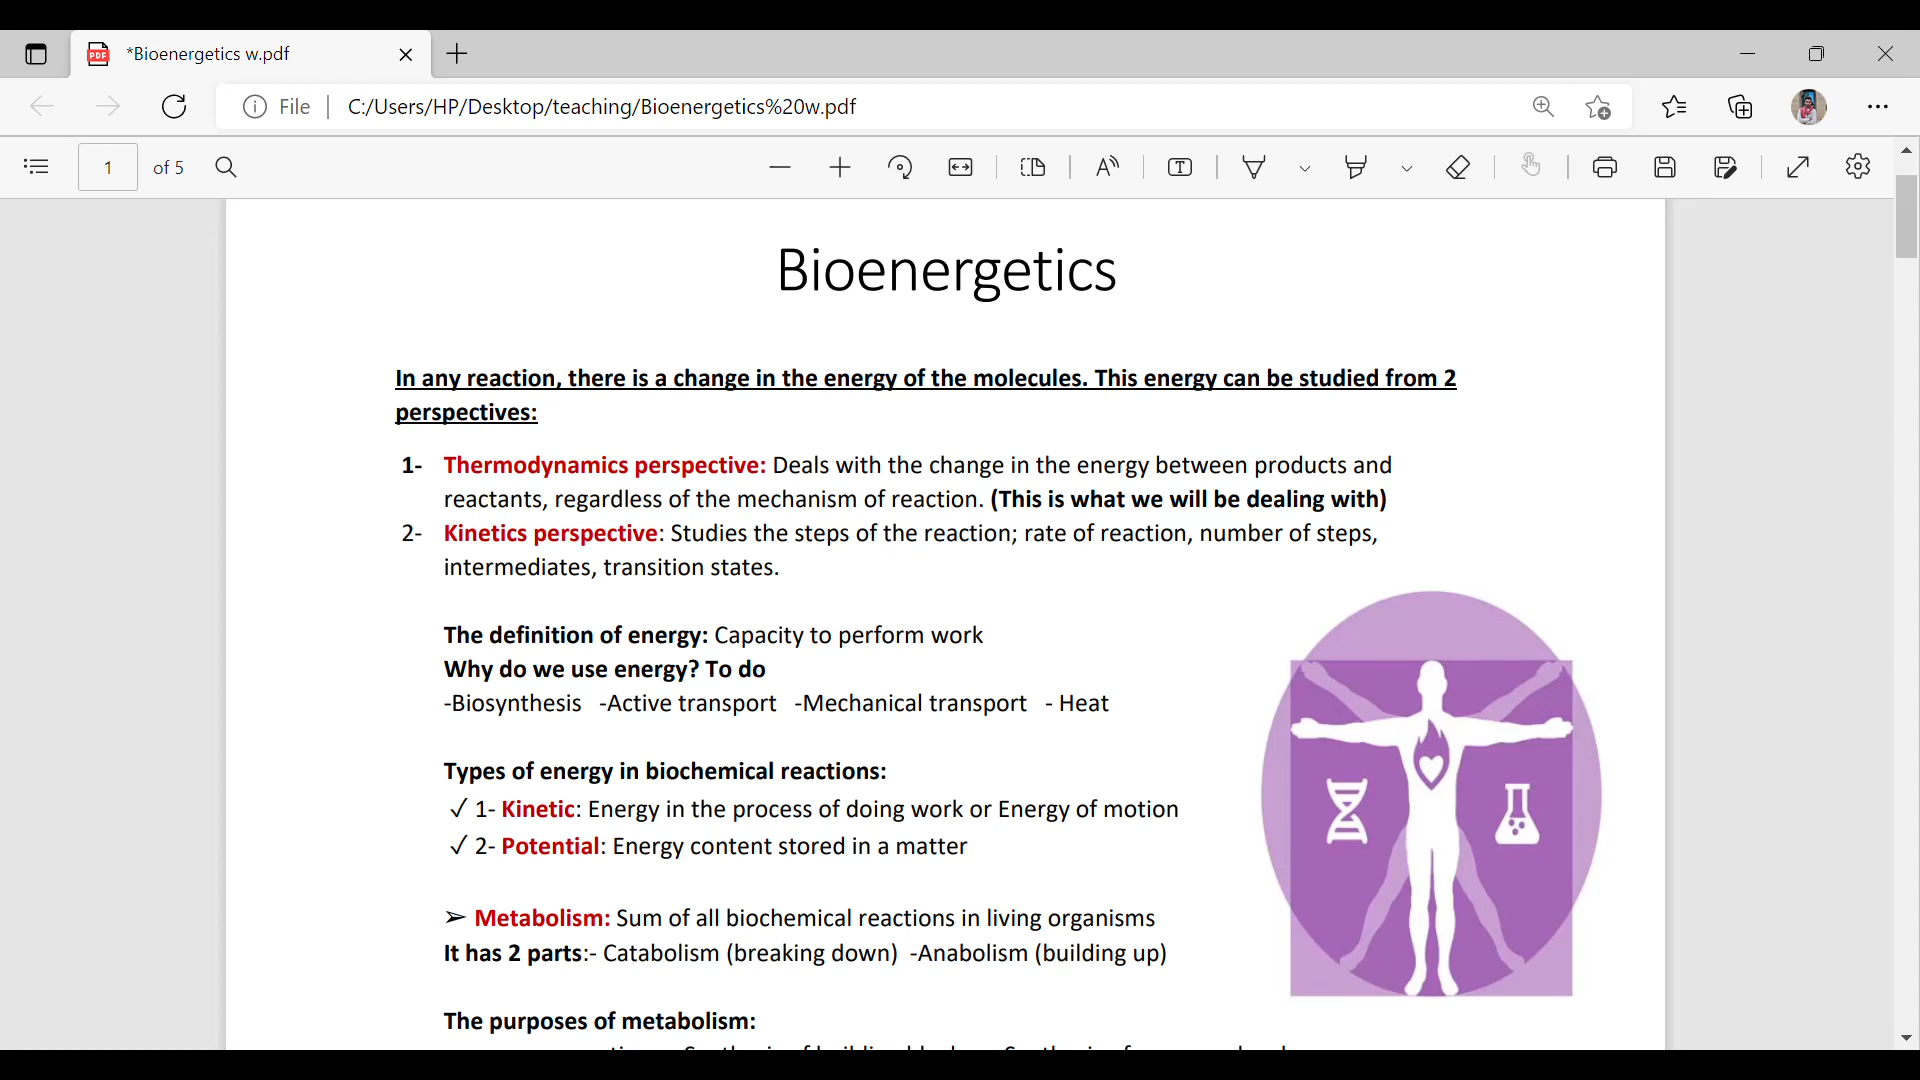 *Bioenergetics w.pdf
File
C:/Users/HP/Desktop/teaching/Bioenergetics%20w.pdf
1 of 5
Bioenergetics
In any reaction, there is a change in the energy of the molecules. This energy can be studied from 2
perspectives:
1- Thermodynamics perspective: Deals with the change in the energy between products and
reactants, regardless of the mechanism of reaction. (This is what we will be dealing with)
2- Kinetics perspective: Studies the steps of the reaction; rate of reaction, number of steps,
intermediates, transition states.
The definition of energy: Capacity to perform work
Why do we use energy? To do
-Biosynthesis -Active transport -Mechanical transport - Heat
Types of energy in biochemical reactions:
✓ 1- Kinetic: Energy in the process of doing work or Energy of motion
✓ 2- Potential: Energy content stored in a matter
➢ Metabolism: Sum of all biochemical reactions in living organisms
It has 2 parts:- Catabolism (breaking down) -Anabolism (building up)
The purposes of metabolism: